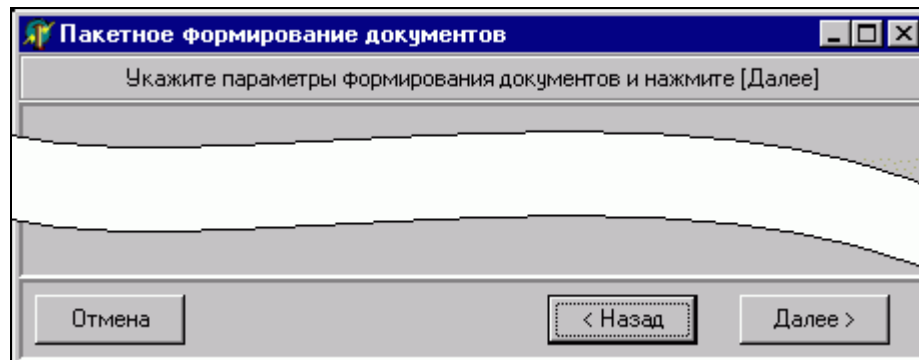 Пакетное формирование документов
Укажите параметры формирования документов и нажмите [Далее]
Отмена
< Назад
Далее >